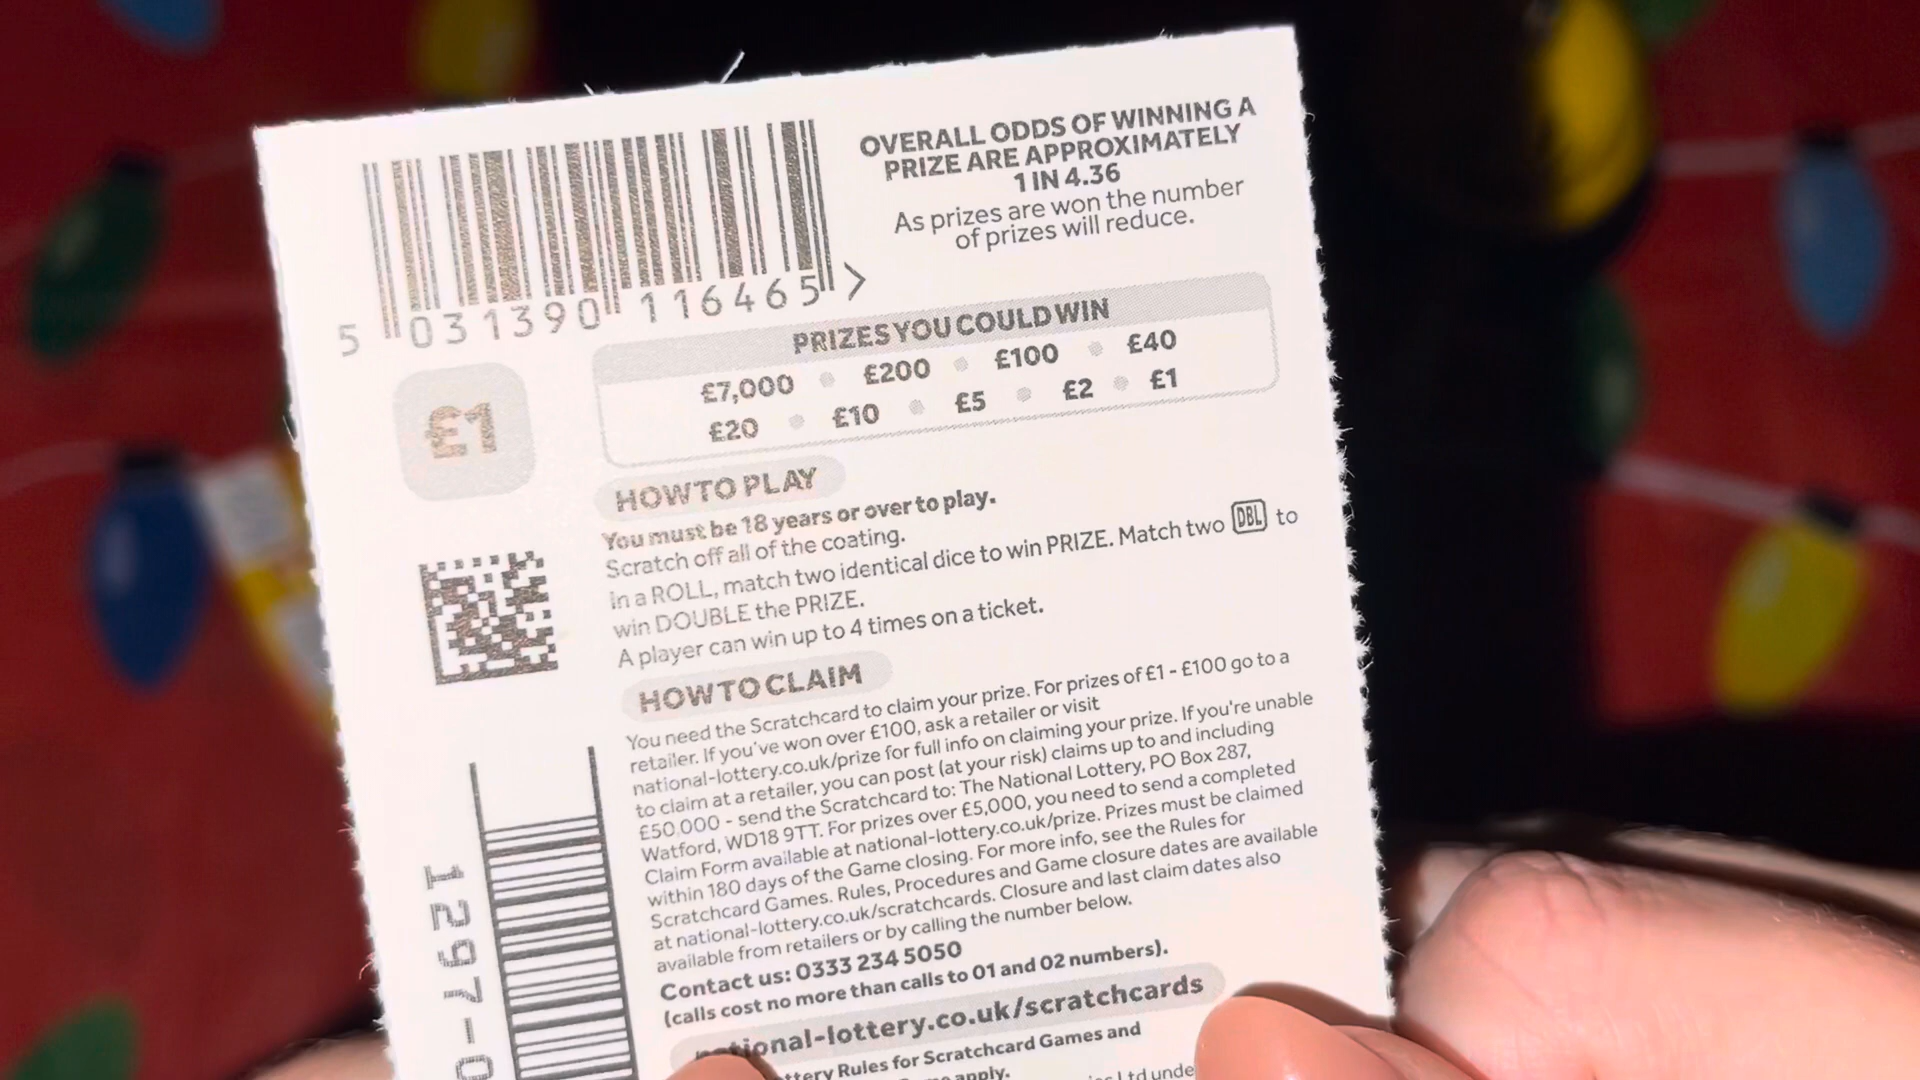 OVERALL ODDS OF WINNING A
PRIZE ARE APPROXIMATELY
1 IN 4.36
As prizes are won the number
of prizes will reduce.
5 031390 116465 >
PRIZES YOU COULD WIN
£7,000 • £200 • £100 • £40
£20 • £10 • £5 • £2 • £1
£1
HOW TO PLAY
You must be 18 years or over to play.
Scratch off all of the coating.
In a ROLL, match two identical dice to win PRIZE. Match two DBL to
win DOUBLE the PRIZE.
A player can win up to 4 times on a ticket.
HOW TO CLAIM
You need the Scratchcard to claim your prize. For prizes of £1 - £100 go to a
retailer. If you've won over £100, ask a retailer or visit
national-lottery.co.uk/prize for full info on claiming your prize. If you're unable
to claim at a retailer, you can post (at your risk) claims up to and including
£50,000 - send the Scratchcard to: The National Lottery, PO Box 287,
Watford, WD18 9TT. For prizes over £5,000, you need to send a completed
Claim Form available at national-lottery.co.uk/prize. Prizes must be claimed
within 180 days of the Game closing. For more info, see the Rules for
Scratchcard Games. Rules, Procedures and Game closure dates are available
at national-lottery.co.uk/scratchcards. Closure and last claim dates also
available from retailers or by calling the number below.
Contact us: 0333 234 5050
(calls cost no more than calls to 01 and 02 numbers).
national-lottery.co.uk/scratchcards
Rules for Scratchcard Games and
apply.
Ltd unde
1297-0